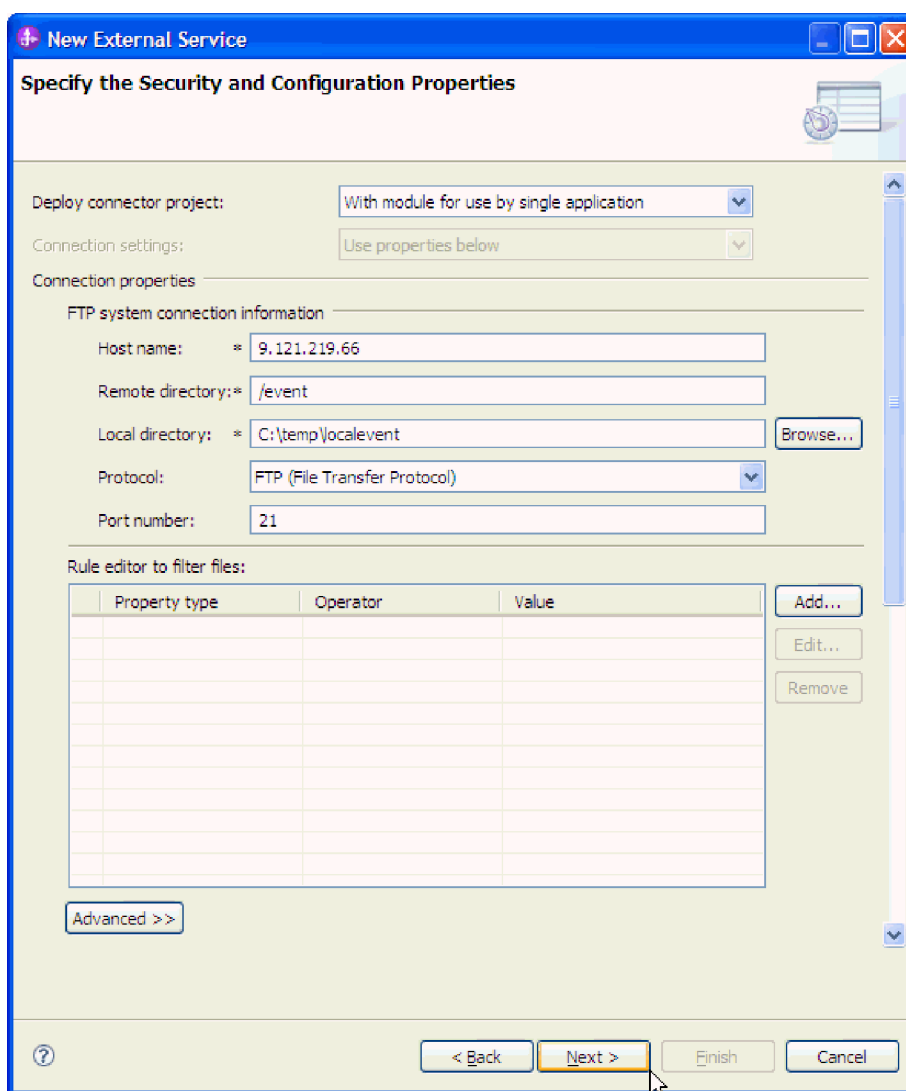 New External Service
Specify the Security and Configuration Properties
Deploy connector project: With module for use by single application
Connection settings: Use properties below
Connection properties
FTP system connection information
Host name: * 9.121.219.66
Remote directory:* /event
Local directory: * C:\temp\localevent Browse...
Protocol: FTP (File Transfer Protocol)
Port number: 21
Rule editor to filter files:
Property type Operator Value Add...
Edit...
Remove
Advanced >>
? < Back Next > Finish Cancel